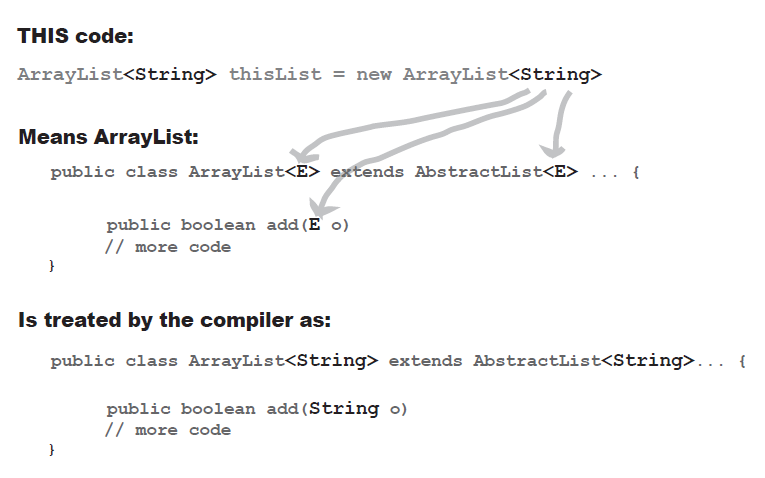 THIS code:
ArrayList<String> thisList = new ArrayList<String>
Means ArrayList:
public class ArrayList<E> extends AbstractList<E> ... {
public boolean add(E o)
// more code
}
Is treated by the compiler as:
public class ArrayList<String> extends AbstractList<String>... {
public boolean add(String o)
// more code
}